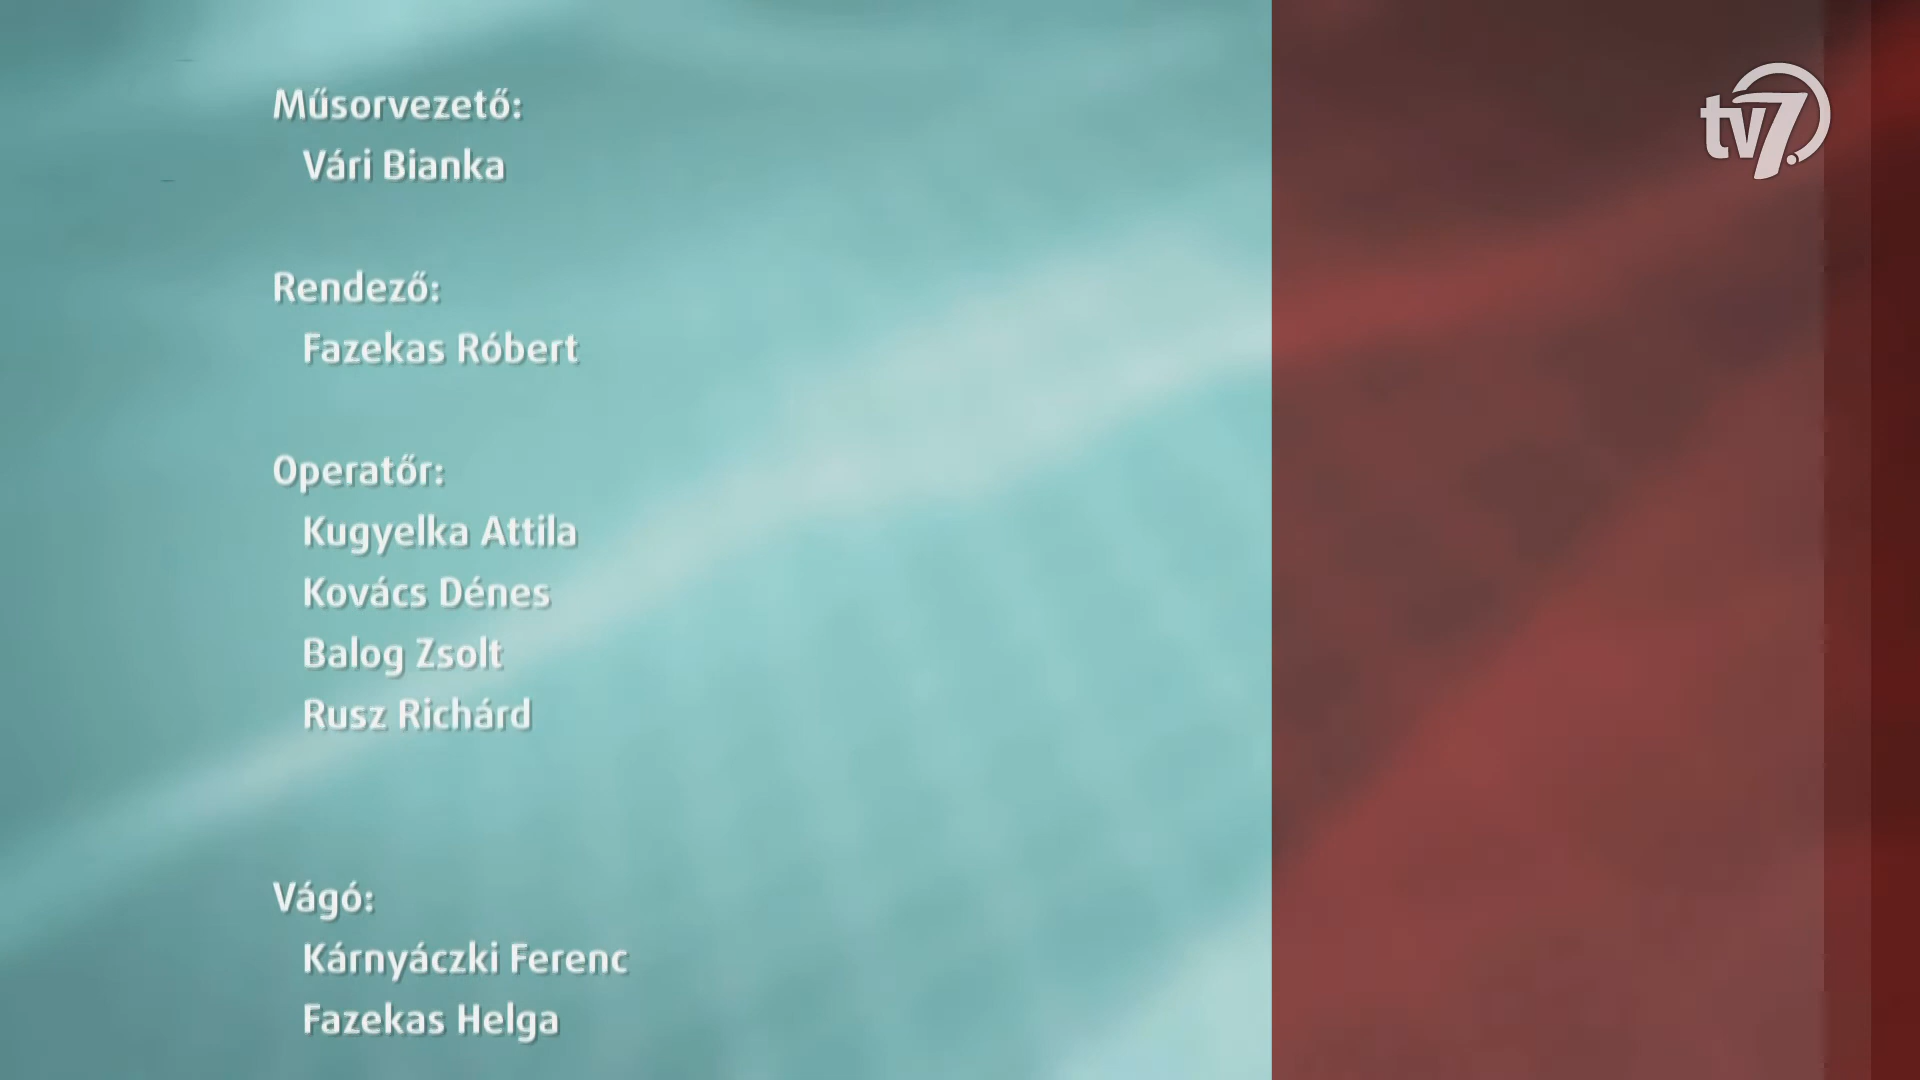 Műsorvezető:
Vári Bianka
Rendező:
Fazekas Róbert
Operatőr:
Kugyelka Attila
Kovács Dénes
Balog Zsolt
Rusz Richárd
Vágó:
Kárnyáczki Ferenc
Fazekas Helga
tv7.